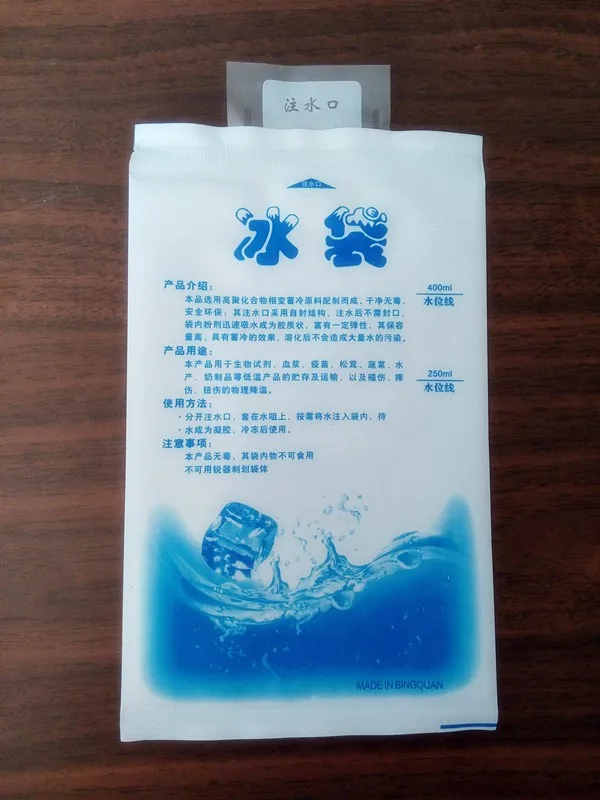 注水口
注水口
冰袋
产品介绍：
本品选用高聚化合物相变蓄冷原料配制而成、干净无毒、
安全环保；其注水口采用自封结构，注水后不需封口，
袋内粉剂迅速吸水成为胶质状，富有一定弹性，其保容
量高，具有蓄冷的效果、溶化后不会造成大量水的污染。
产品用途：
本产品用于生物试剂、血浆，疫苗，松茸、蔬菜、水
产、奶制品等低温产品的贮存及运输，以及碰伤、摔
伤、扭伤的物理降温。
使用方法：
·分开注水口，套在水咀上，按需将水注入袋内，待
·水成为凝胶，冷冻后使用。
注意事项：
本产品无毒，其袋内物不可食用
不可用锐器刺划袋体
400ml
水位线
250ml
水位线
MADE IN BINGQUAN